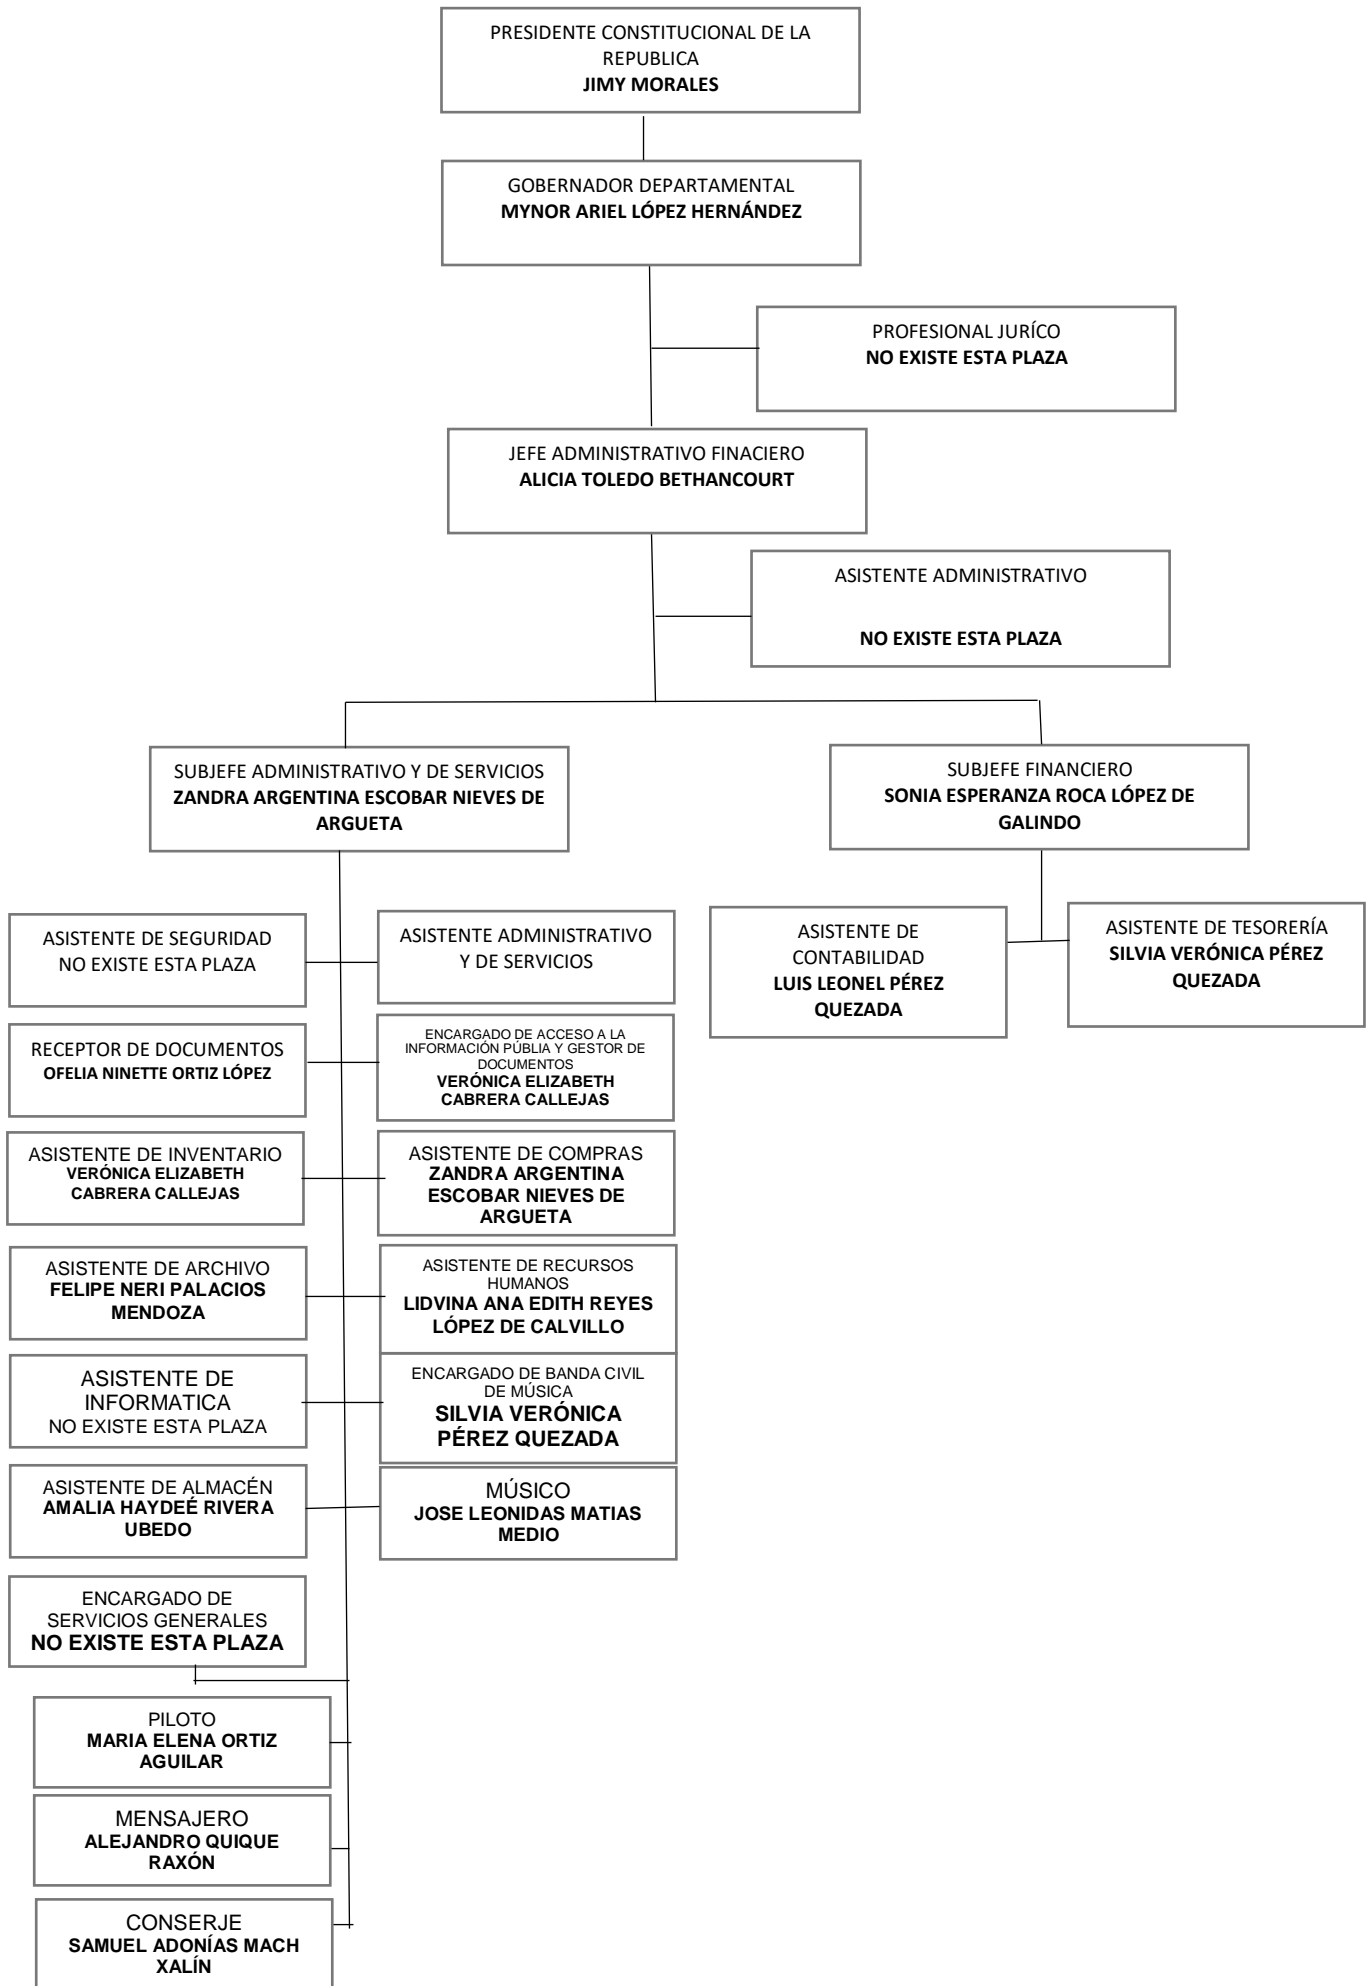 PRESIDENTE CONSTITUCIONAL DE LA
REPUBLICA
JIMY MORALES
GOBERNADOR DEPARTAMENTAL
MYNOR ARIEL LÓPEZ HERNÁNDEZ
PROFESIONAL JURÍCO
NO EXISTE ESTA PLAZA
JEFE ADMINISTRATIVO FINACIERO
ALICIA TOLEDO BETHANCOURT
ASISTENTE ADMINISTRATIVO
NO EXISTE ESTA PLAZA
SUBJEFE ADMINISTRATIVO Y DE SERVICIOS
ZANDRA ARGENTINA ESCOBAR NIEVES DE
ARGUETA
SUBJEFE FINANCIERO
SONIA ESPERANZA ROCA LÓPEZ DE
GALINDO
ASISTENTE DE SEGURIDAD
NO EXISTE ESTA PLAZA
ASISTENTE ADMINISTRATIVO
Y DE SERVICIOS
ASISTENTE DE
CONTABILIDAD
LUIS LEONEL PÉREZ
QUEZADA
ASISTENTE DE TESORERÍA
SILVIA VERÓNICA PÉREZ
QUEZADA
RECEPTOR DE DOCUMENTOS
OFELIA NINETTE ORTIZ LÓPEZ
ENCARGADO DE ACCESO A LA
INFORMACIÓN PÚBLIA Y GESTOR DE
DOCUMENTOS
VERÓNICA ELIZABETH
CABRERA CALLEJAS
ASISTENTE DE INVENTARIO
VERÓNICA ELIZABETH
CABRERA CALLEJAS
ASISTENTE DE COMPRAS
ZANDRA ARGENTINA
ESCOBAR NIEVES DE
ARGUETA
ASISTENTE DE ARCHIVO
FELIPE NERI PALACIOS
MENDOZA
ASISTENTE DE RECURSOS
HUMANOS
LIDVINA ANA EDITH REYES
LÓPEZ DE CALVILLO
ASISTENTE DE
INFORMATICA
NO EXISTE ESTA PLAZA
ENCARGADO DE BANDA CIVIL
DE MÚSICA
SILVIA VERÓNICA
PÉREZ QUEZADA
ASISTENTE DE ALMACÉN
AMALIA HAYDEÉ RIVERA
UBEDO
MÚSICO
JOSE LEONIDAS MATIAS
MEDIO
ENCARGADO DE
SERVICIOS GENERALES
NO EXISTE ESTA PLAZA
PILOTO
MARIA ELENA ORTIZ
AGUILAR
MENSAJERO
ALEJANDRO QUIQUE
RAXÓN
CONSERJE
SAMUEL ADONÍAS MACH
XALÍN